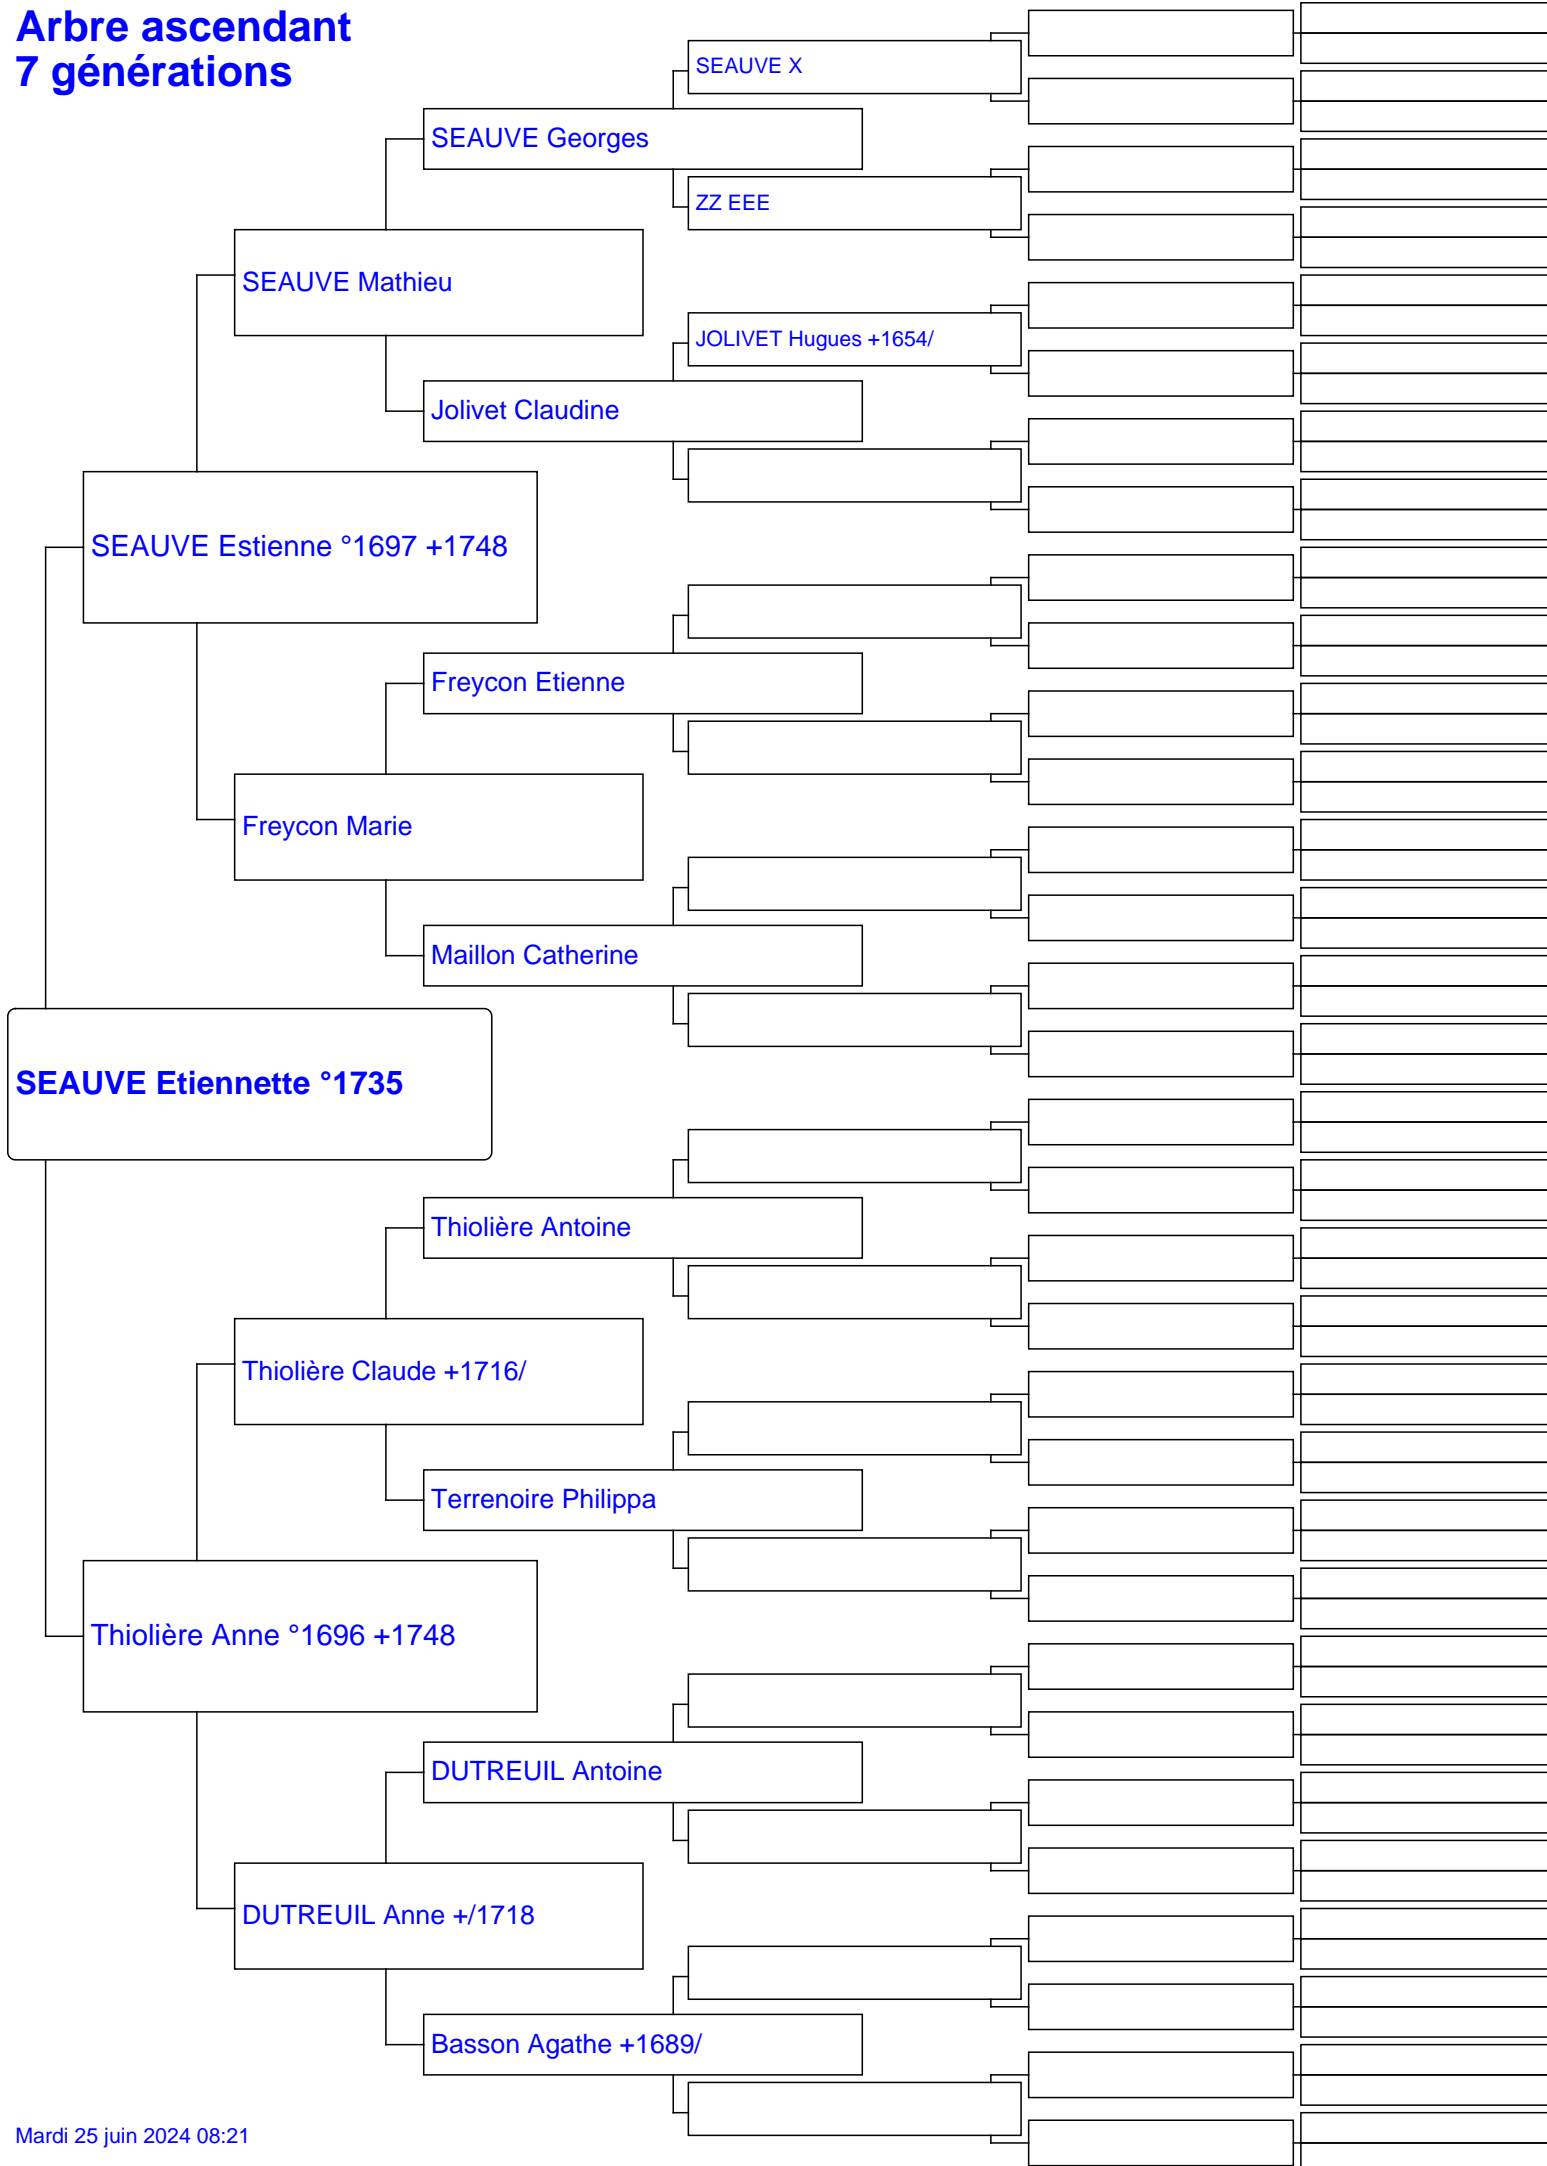 Arbre ascendant
7 générations
SEAUVE X
SEAUVE Georges
ZZ EEE
SEAUVE Mathieu
JOLIVET Hugues +1654/
Jolivet Claudine
SEAUVE Estienne °1697 +1748
Freycon Etienne
Freycon Marie
Maillon Catherine
SEAUVE Etiennette °1735
Thiolière Antoine
Thiolière Claude +1716/
Terrenoire Philippa
Thiolière Anne °1696 +1748
DUTREUIL Antoine
DUTREUIL Anne +/1718
Basson Agathe +1689/
Mardi 25 juin 2024 08:21